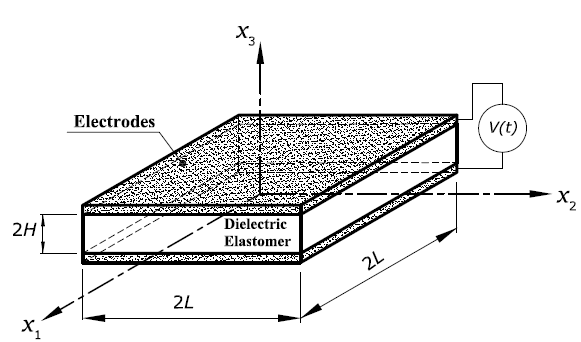 x3
Electrodes
V(t)
x2
2H
Dielectric
Elastomer
2L
2L
x1